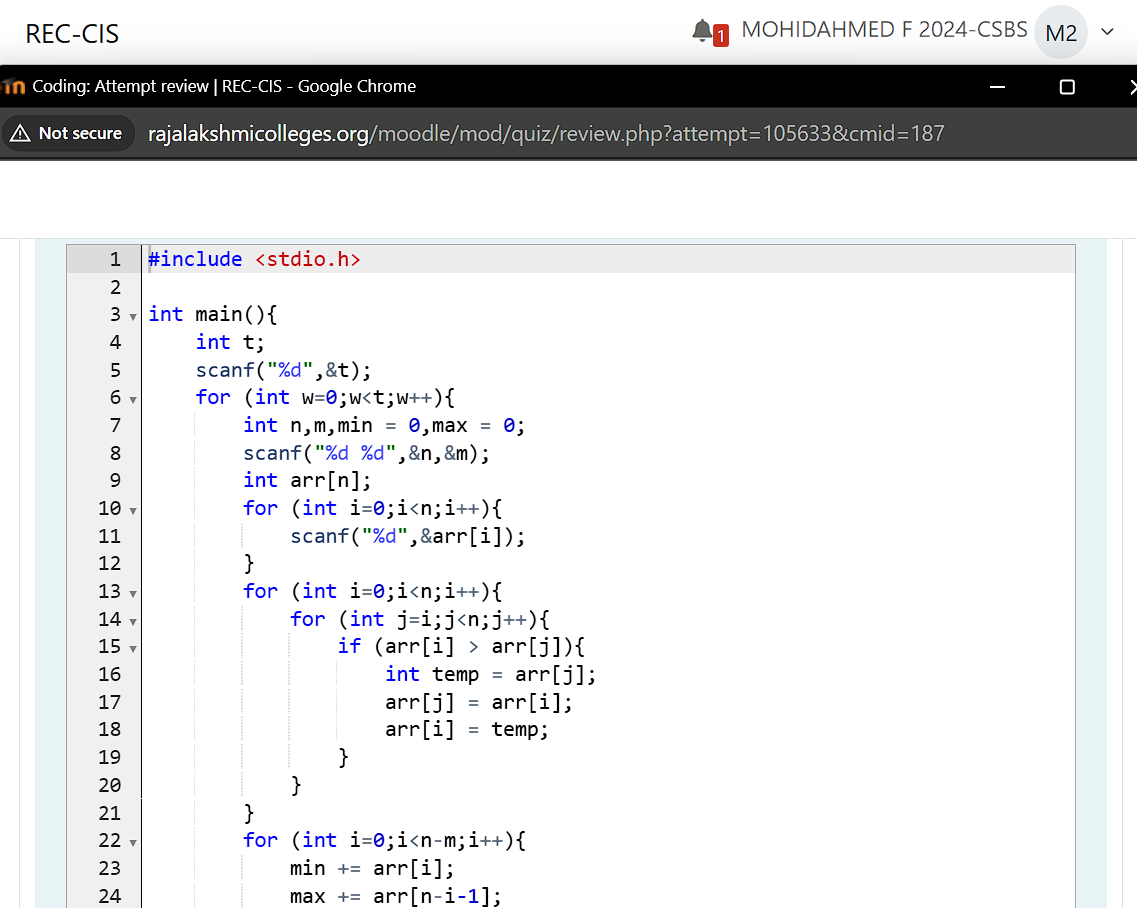 REC-CIS
1 MOHIDAHMED F 2024-CSBS M2
Coding: Attempt review | REC-CIS - Google Chrome
Not secure rajalakshmicolleges.org/moodle/mod/quiz/review.php?attempt=105633&cmid=187
1 #include <stdio.h>
2
3 int main(){
4     int t;
5     scanf("%d",&t);
6     for (int w=0;w<t;w++){
7         int n,m,min = 0,max = 0;
8         scanf("%d %d",&n,&m);
9         int arr[n];
10         for (int i=0;i<n;i++){
11             scanf("%d",&arr[i]);
12         }
13         for (int i=0;i<n;i++){
14             for (int j=i;j<n;j++){
15                 if (arr[i] > arr[j]){
16                     int temp = arr[j];
17                     arr[j] = arr[i];
18                     arr[i] = temp;
19                 }
20             }
21         }
22         for (int i=0;i<n-m;i++){
23             min += arr[i];
24             max += arr[n-i-1];